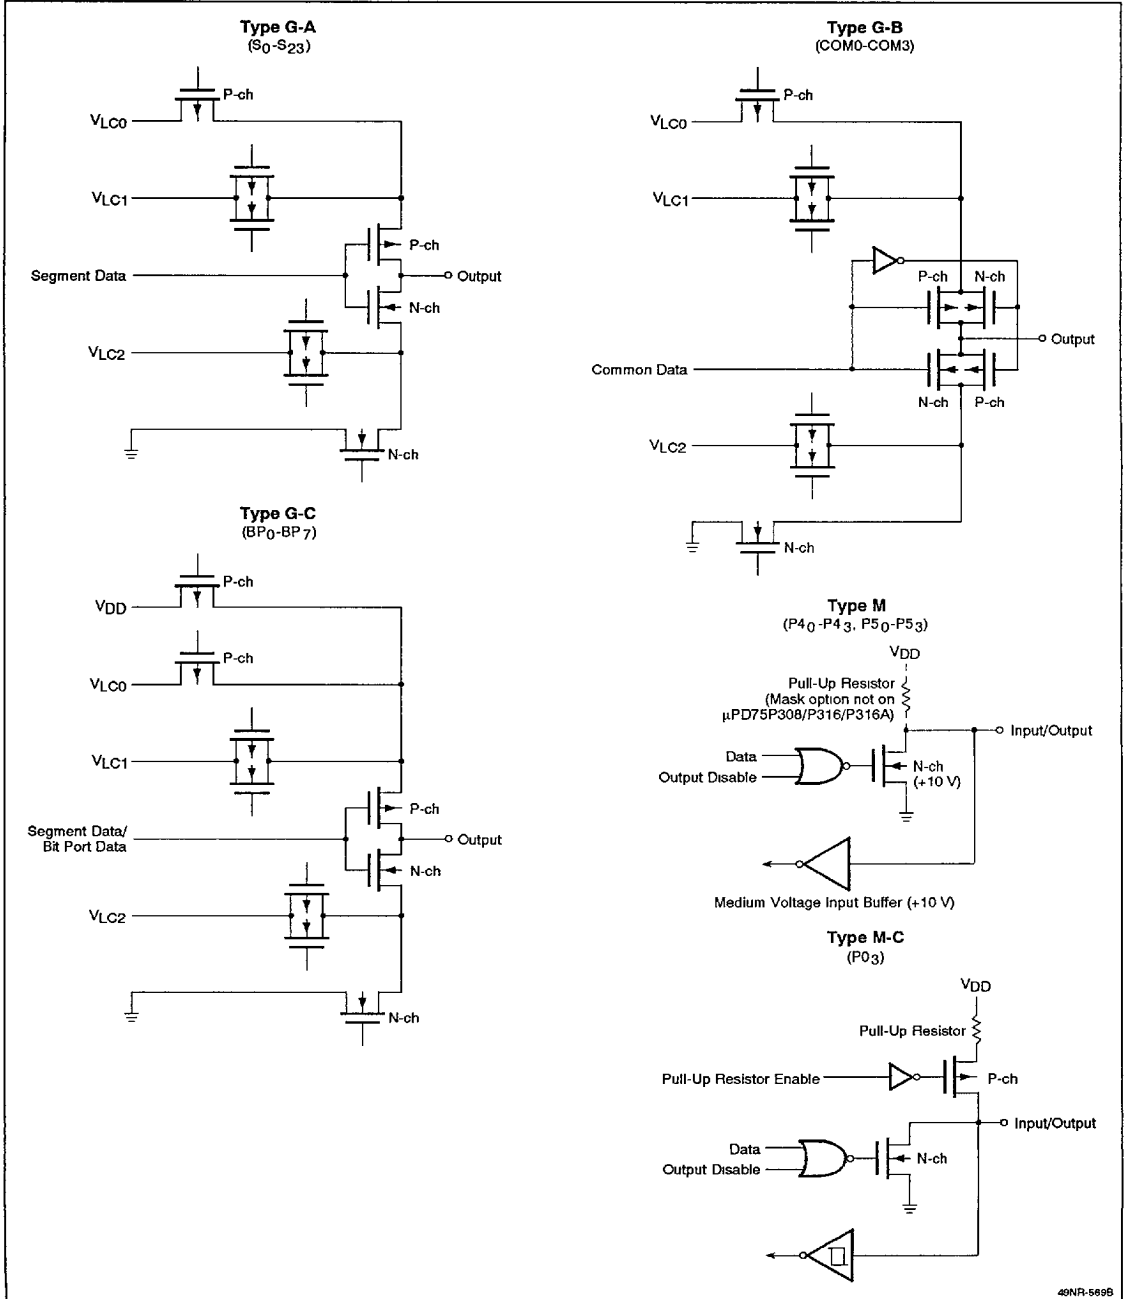 Type G-A
(S0-S23)
P-ch
VLC0
VLC1
P-ch
Segment Data
Output
N-ch
VLC2
N-ch
Type G-B
(COM0-COM3)
P-ch
VLC0
VLC1
P-ch N-ch
Output
Common Data
N-ch P-ch
VLC2
N-ch
Type G-C
(BP0-BP7)
P-ch
VDD
P-ch
VLC0
VLC1
P-ch
Segment Data/
Bit Port Data
Output
N-ch
VLC2
N-ch
Type M
(P40-P43, P50-P53)
VDD
Pull-Up Resistor
(Mask option not on
µPD75P308/P316/P316A)
Input/Output
Data
Output Disable
N-ch
(+10 V)
Medium Voltage Input Buffer (+10 V)
Type M-C
(P03)
VDD
Pull-Up Resistor
Pull-Up Resistor Enable
P-ch
Input/Output
Data
Output Disable
N-ch
49NR-569B